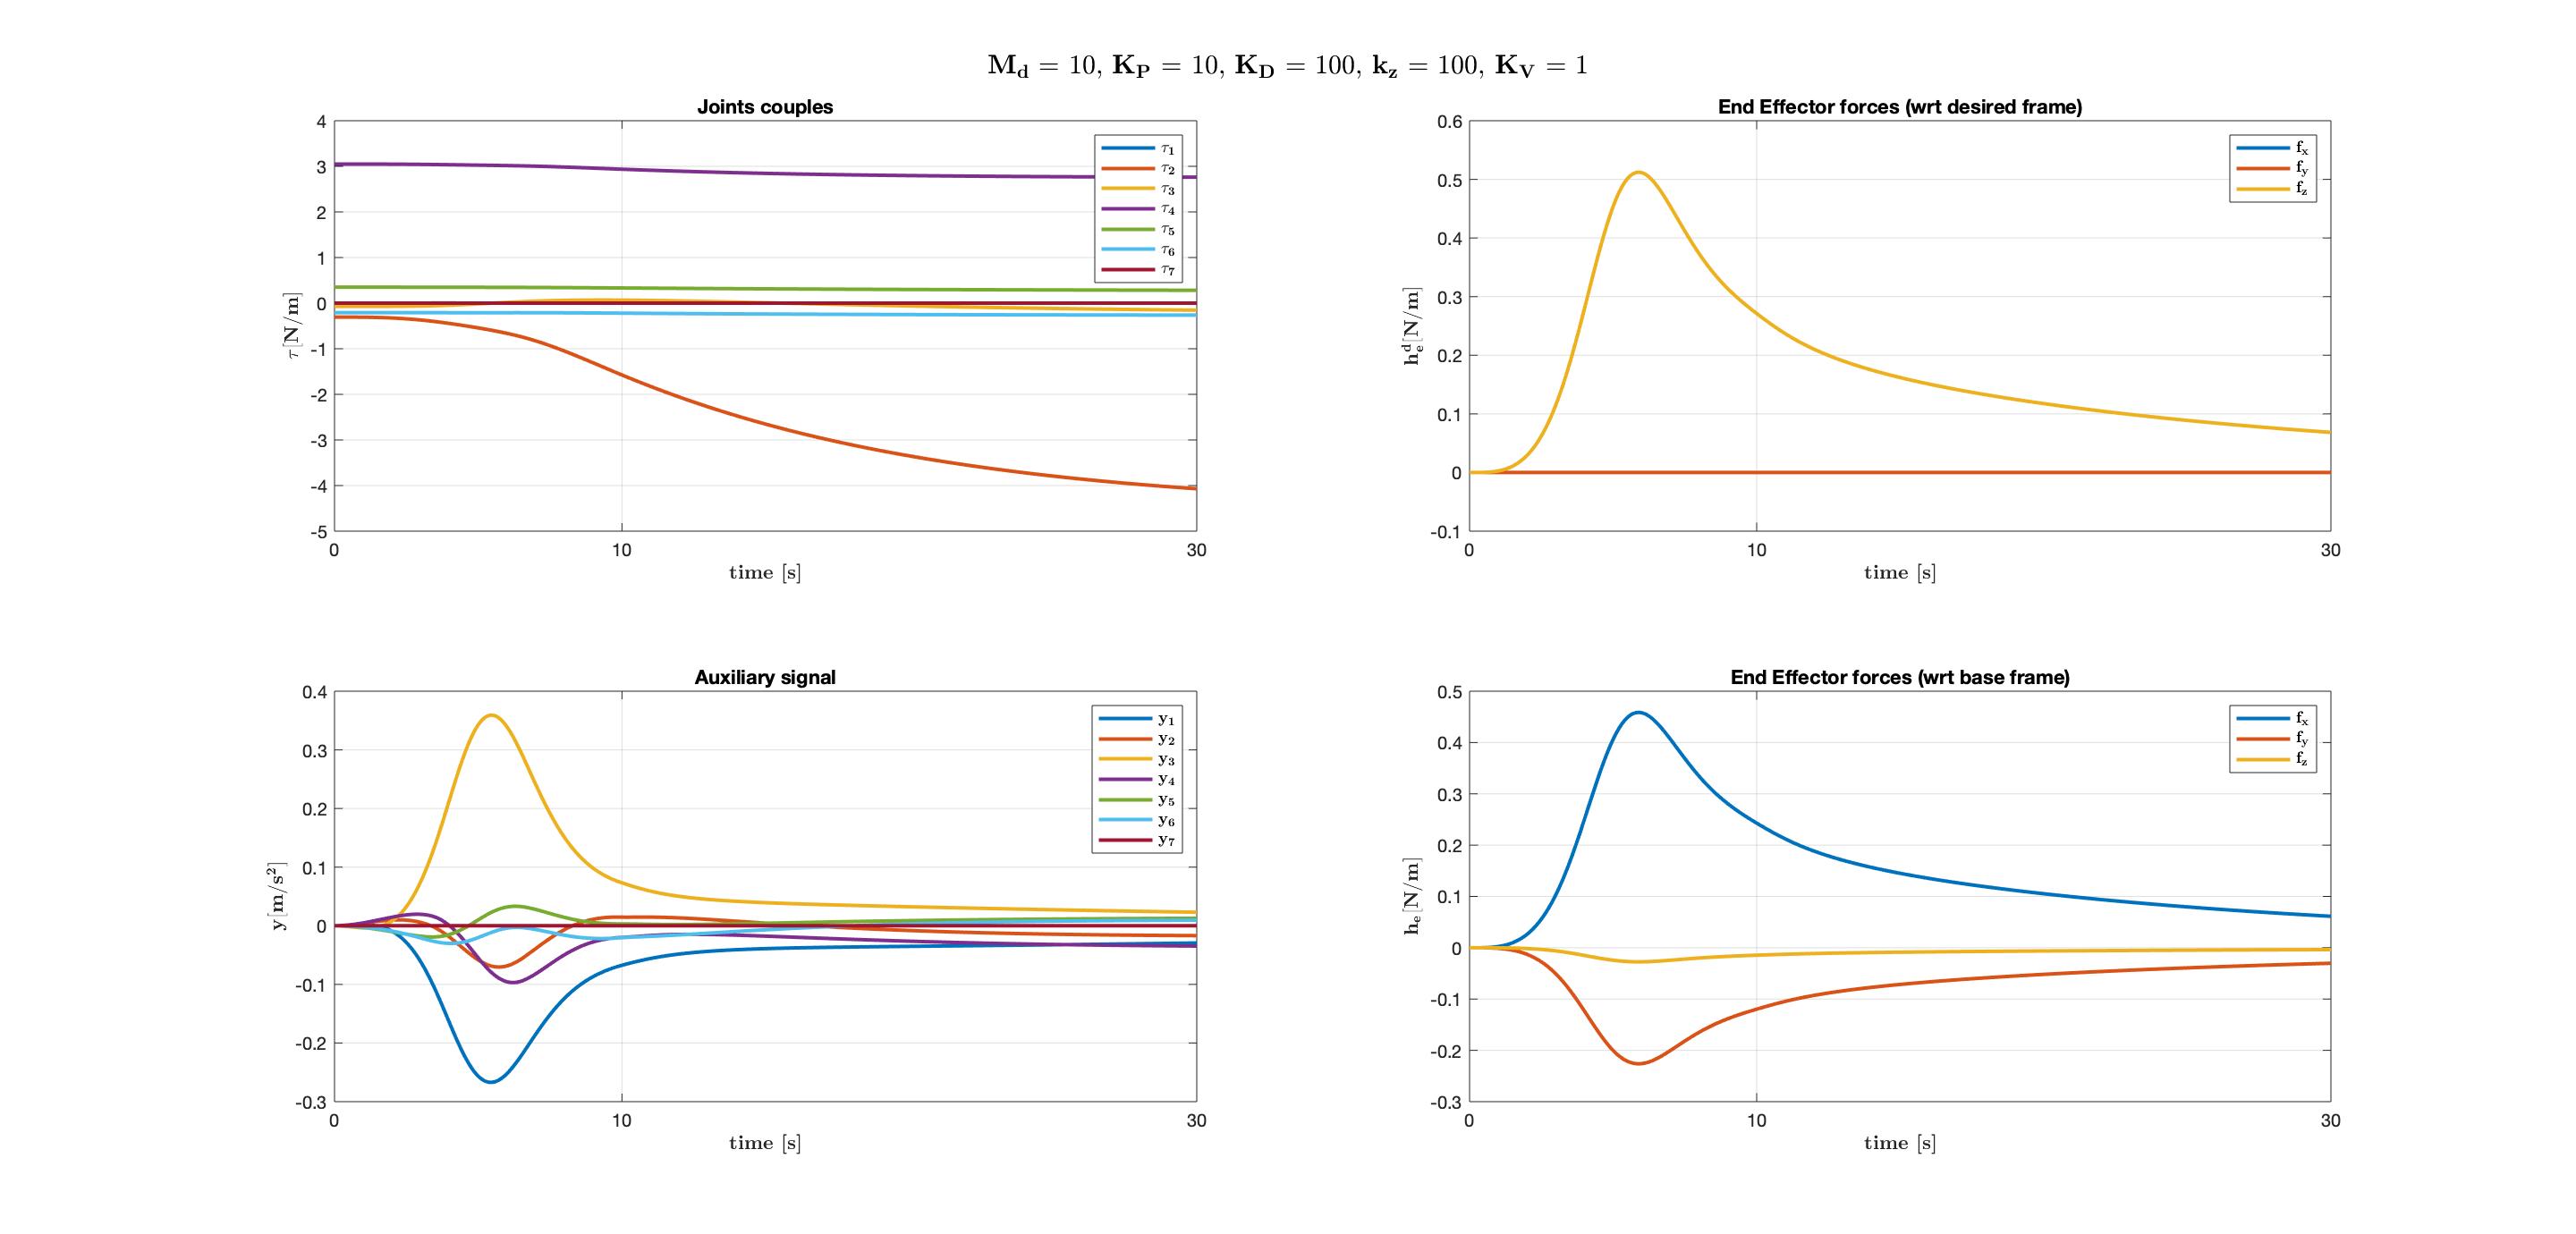 M_d = 10, K_P = 10, K_D = 100, k_z = 100, K_V = 1
Joints couples
4
3
2
1
0
-1
-2
-3
-4
-5
τ[N/m]
τ₁
τ₂
τ₃
τ₄
τ₅
τ₆
τ₇
0 10 30
time [s]
End Effector forces (wrt desired frame)
0.6
0.5
0.4
0.3
0.2
0.1
0
-0.1
h_e^d[N/m]
f_x
f_y
f_z
0 10 30
time [s]
Auxiliary signal
0.4
0.3
0.2
0.1
0
-0.1
-0.2
-0.3
y[m/s²]
y₁
y₂
y₃
y₄
y₅
y₆
y₇
0 10 30
time [s]
End Effector forces (wrt base frame)
0.5
0.4
0.3
0.2
0.1
0
-0.1
-0.2
-0.3
h_e[N/m]
f_x
f_y
f_z
0 10 30
time [s]